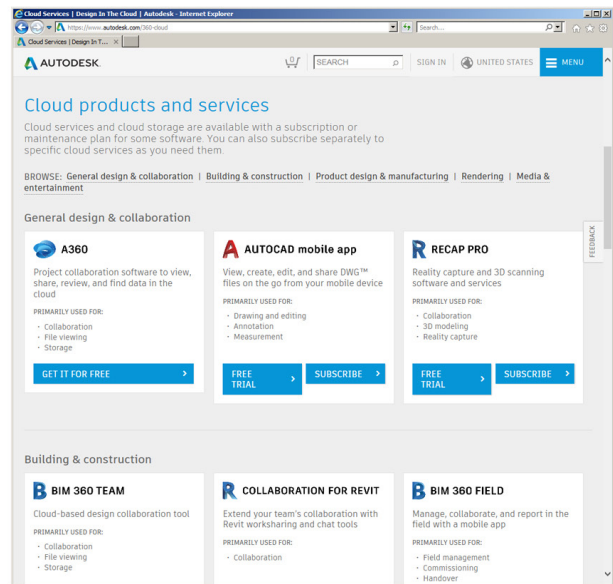 Cloud Services | Design In The Cloud | Autodesk - Internet Explorer
https://www.autodesk.com/360-cloud
Search...
Cloud Services | Design In T...
AUTODESK.
0
SEARCH
SIGN IN
UNITED STATES
MENU
Cloud products and services
Cloud services and cloud storage are available with a subscription or
maintenance plan for some software. You can also subscribe separately to
specific cloud services as you need them.
BROWSE: General design & collaboration | Building & construction | Product design & manufacturing | Rendering | Media &
entertainment
FEEDBACK
General design & collaboration
A360
Project collaboration software to view,
share, review, and find data in the
cloud
PRIMARILY USED FOR:
· Collaboration
· File viewing
· Storage
GET IT FOR FREE
AUTOCAD mobile app
View, create, edit, and share DWG™
files on the go from your mobile device
PRIMARILY USED FOR:
· Drawing and editing
· Annotation
· Measurement
FREE
TRIAL
SUBSCRIBE
RECAP PRO
Reality capture and 3D scanning
software and services
PRIMARILY USED FOR:
· Collaboration
· 3D modeling
· Reality capture
FREE
TRIAL
SUBSCRIBE
Building & construction
BIM 360 TEAM
Cloud-based design collaboration tool
PRIMARILY USED FOR:
· Collaboration
· File viewing
· Storage
COLLABORATION FOR REVIT
Extend your team's collaboration with
Revit worksharing and chat tools
PRIMARILY USED FOR:
· Collaboration
BIM 360 FIELD
Manage, collaborate, and report in the
field with a mobile app
PRIMARILY USED FOR:
· Field management
· Commissioning
· Handover